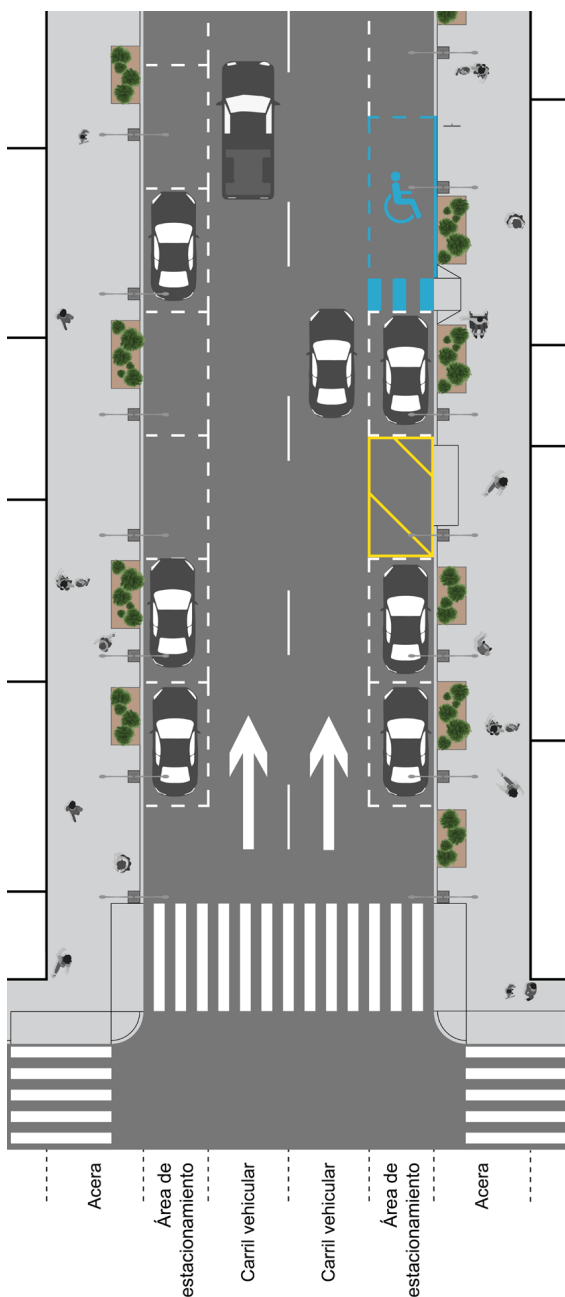 Acera
Área de
estacionamiento
Carril vehicular
Carril vehicular
Área de
estacionamiento
Acera